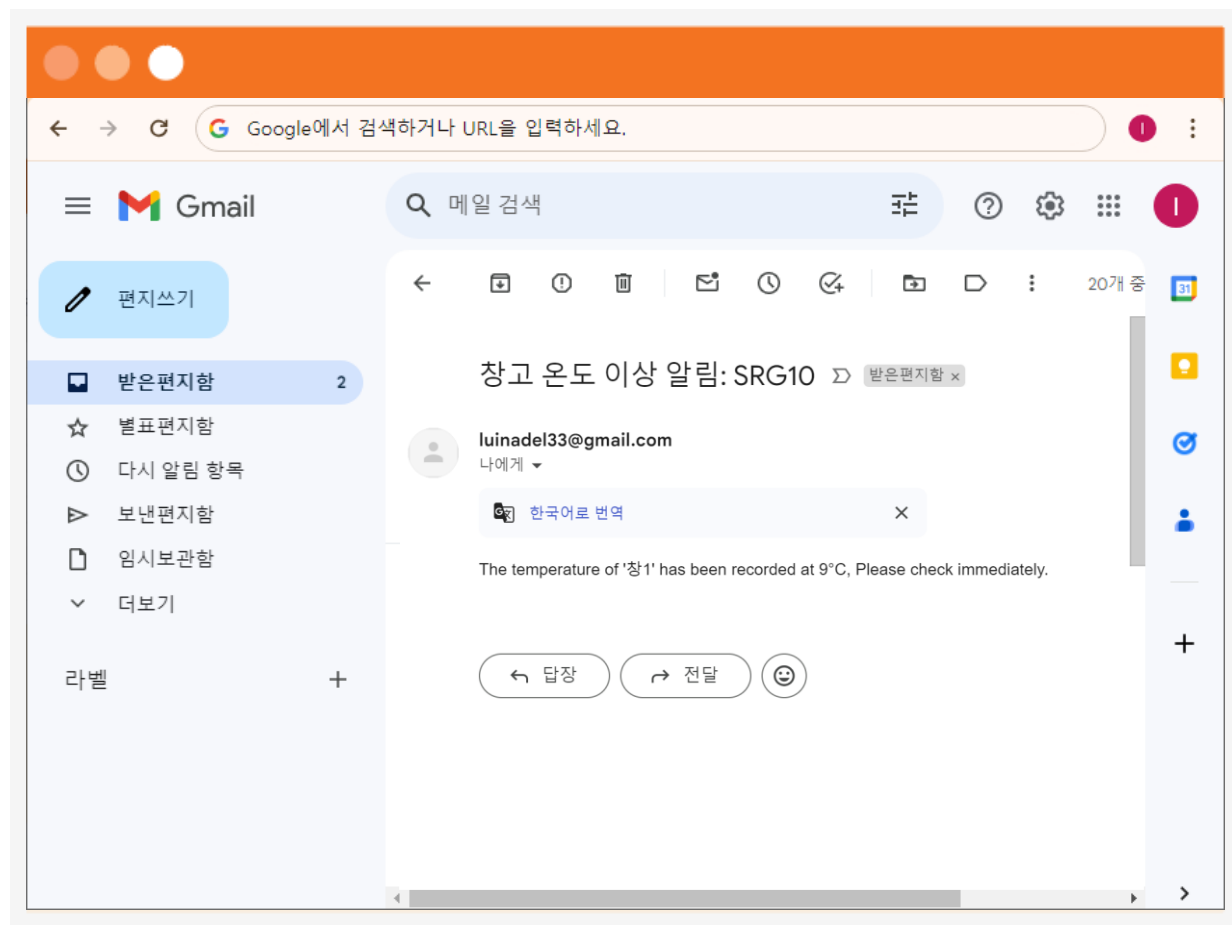 Google에서 검색하거나 URL을 입력하세요.
I
Gmail
메일 검색
I
편지쓰기
20개 중
31
받은편지함 2
별표편지함
다시 알림 항목
보낸편지함
임시보관함
더보기
라벨
창고 온도 이상 알림: SRG10 받은편지함 ×
luinadel33@gmail.com
나에게
한국어로 번역
The temperature of '창1' has been recorded at 9°C, Please check immediately.
답장 전달